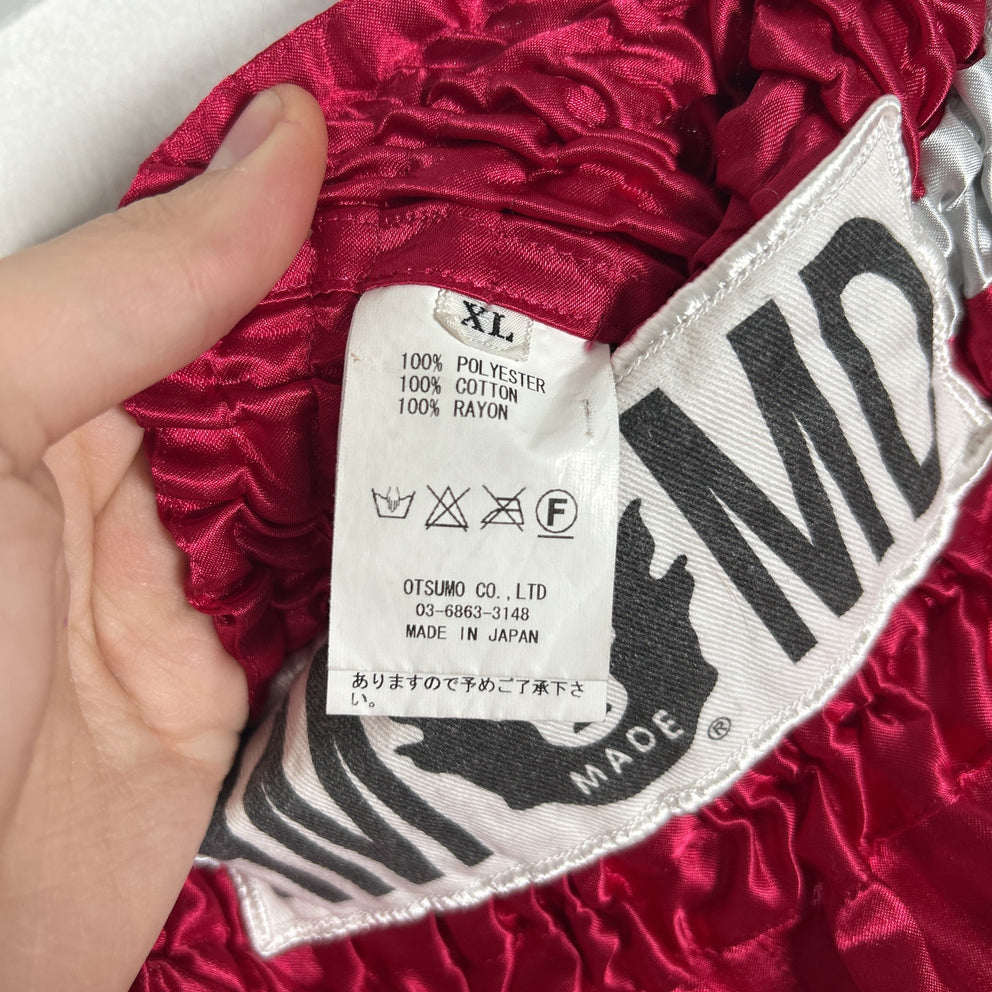 XL
100% POLYESTER
100% COTTON
100% RAYON
F
OTSUMO CO.,LTD
03-6863-3148
MADE IN JAPAN
ありますので予めご了承下さ
い。
MADE
®